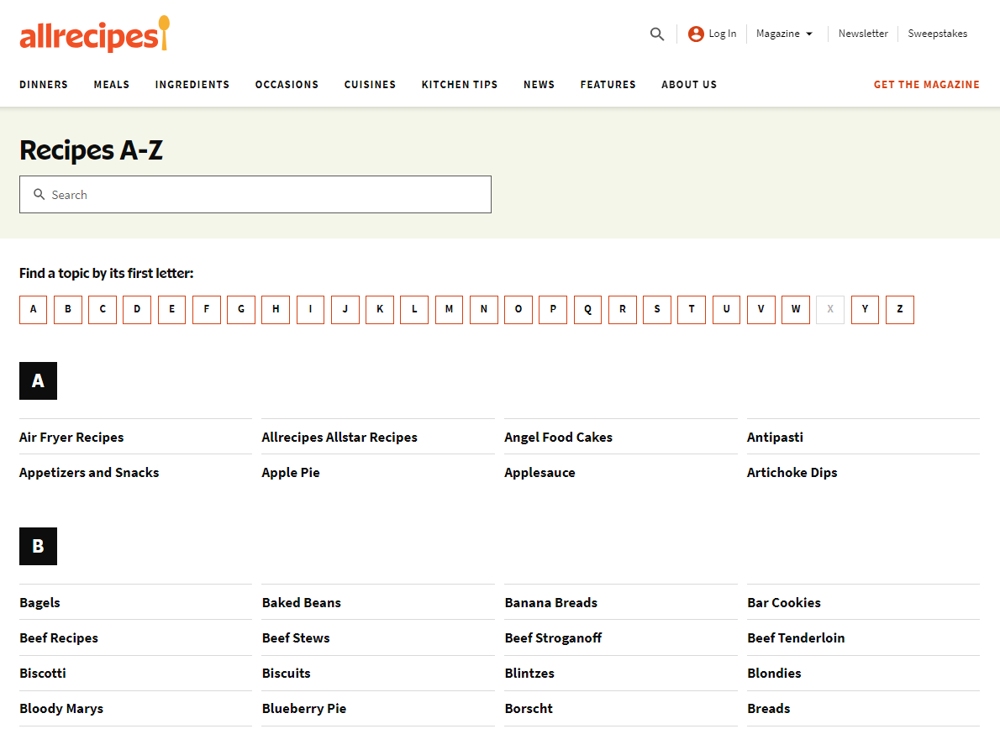 allrecipes
Log In Magazine Newsletter Sweepstakes
DINNERS MEALS INGREDIENTS OCCASIONS CUISINES KITCHEN TIPS NEWS FEATURES ABOUT US GET THE MAGAZINE
Recipes A-Z
Search
Find a topic by its first letter:
A B C D E F G H I J K L M N O P Q R S T U V W X Y Z
A
Air Fryer Recipes Allrecipes Allstar Recipes Angel Food Cakes Antipasti
Appetizers and Snacks Apple Pie Applesauce Artichoke Dips
B
Bagels Baked Beans Banana Breads Bar Cookies
Beef Recipes Beef Stews Beef Stroganoff Beef Tenderloin
Biscotti Biscuits Blintzes Blondies
Bloody Marys Blueberry Pie Borscht Breads